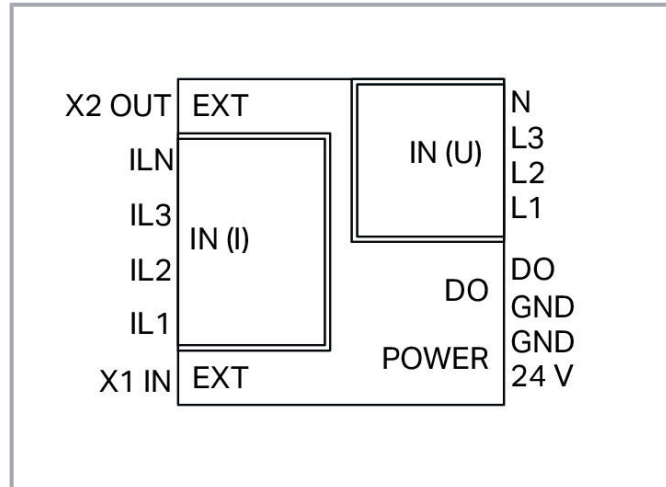 X2 OUT EXT
ILN
IL3
IL2
IL1
IN (I)
X1 IN EXT
IN (U)
N
L3
L2
L1
DO DO
GND
POWER
GND
24 V